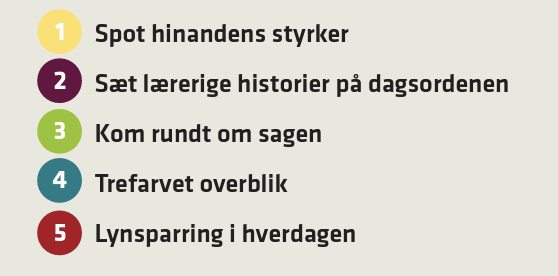 1 Spot hinandens styrker
2 Sæt lærerige historier på dagsordenen
3 Kom rundt om sagen
4 Trefarvet overblik
5 Lynsparring i hverdagen